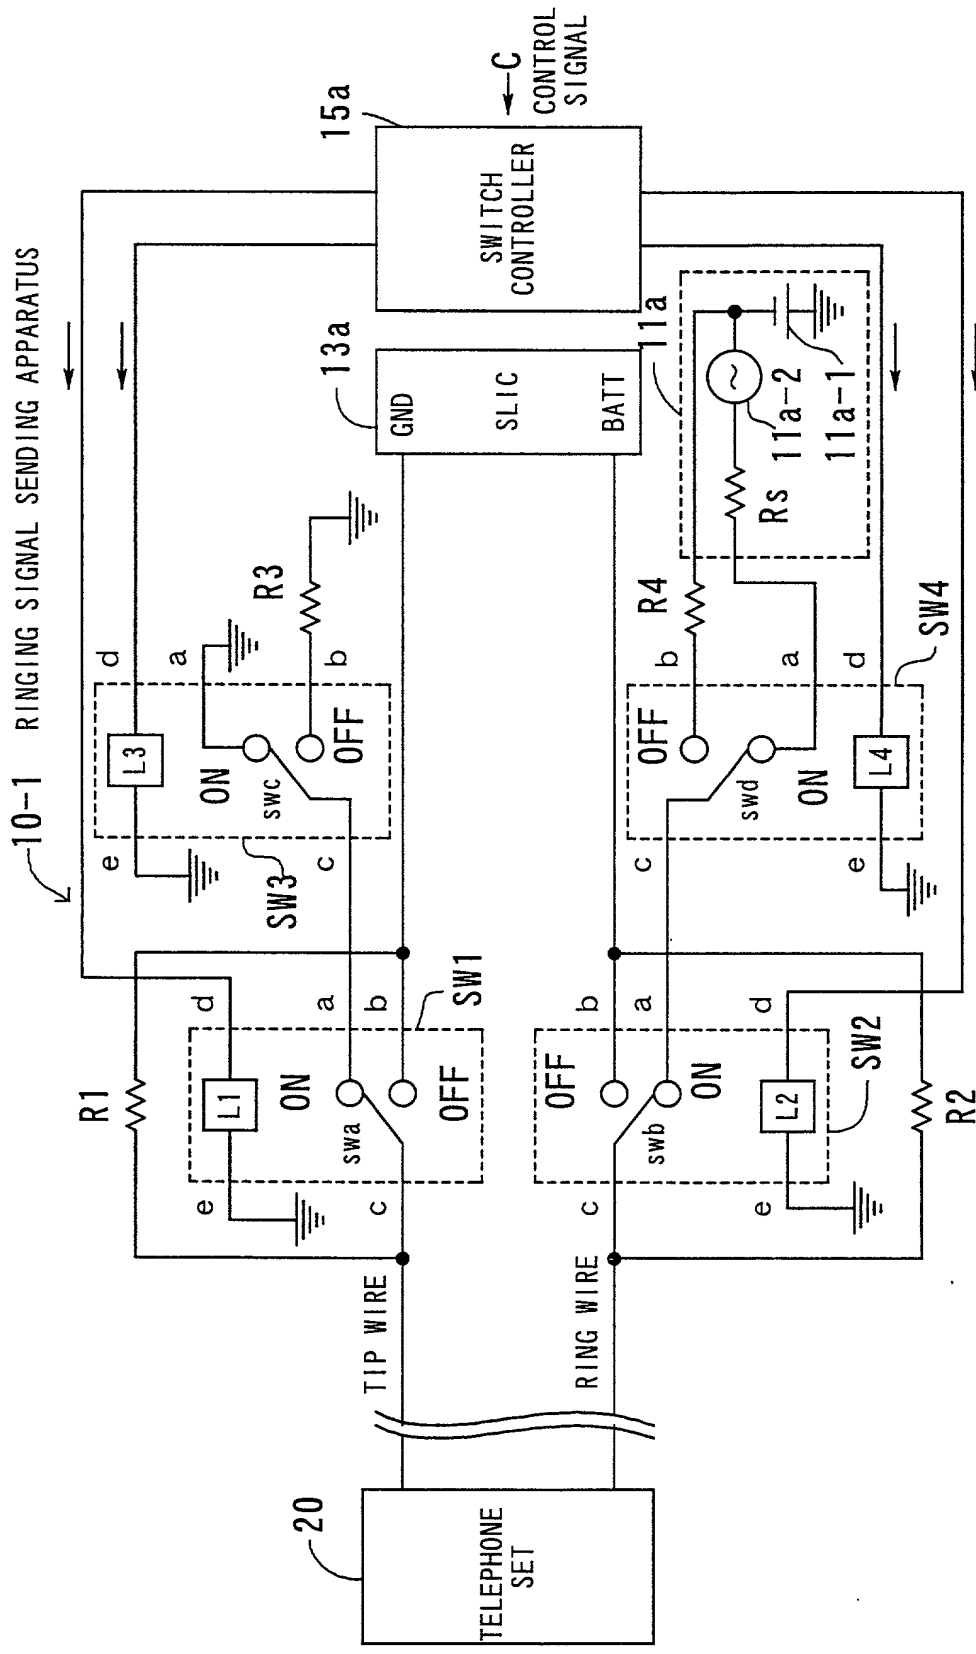 10-1 RINGING SIGNAL SENDING APPARATUS
R1
d
L1
e
ON
swa
OFF
a
b
c
SW1
d
L3
e
ON
swc
OFF
a
b
c
SW3
R3
TIP WIRE
RING WIRE
20
TELEPHONE
SET
13a
GND
SLIC
BATT
15a
SWITCH
CONTROLLER
C
CONTROL
SIGNAL
OFF
swb
ON
b
a
c
d
L2
e
SW2
R2
OFF
swd
ON
b
a
c
d
L4
e
SW4
R4
11a
Rs
11a-2
11a-1
~